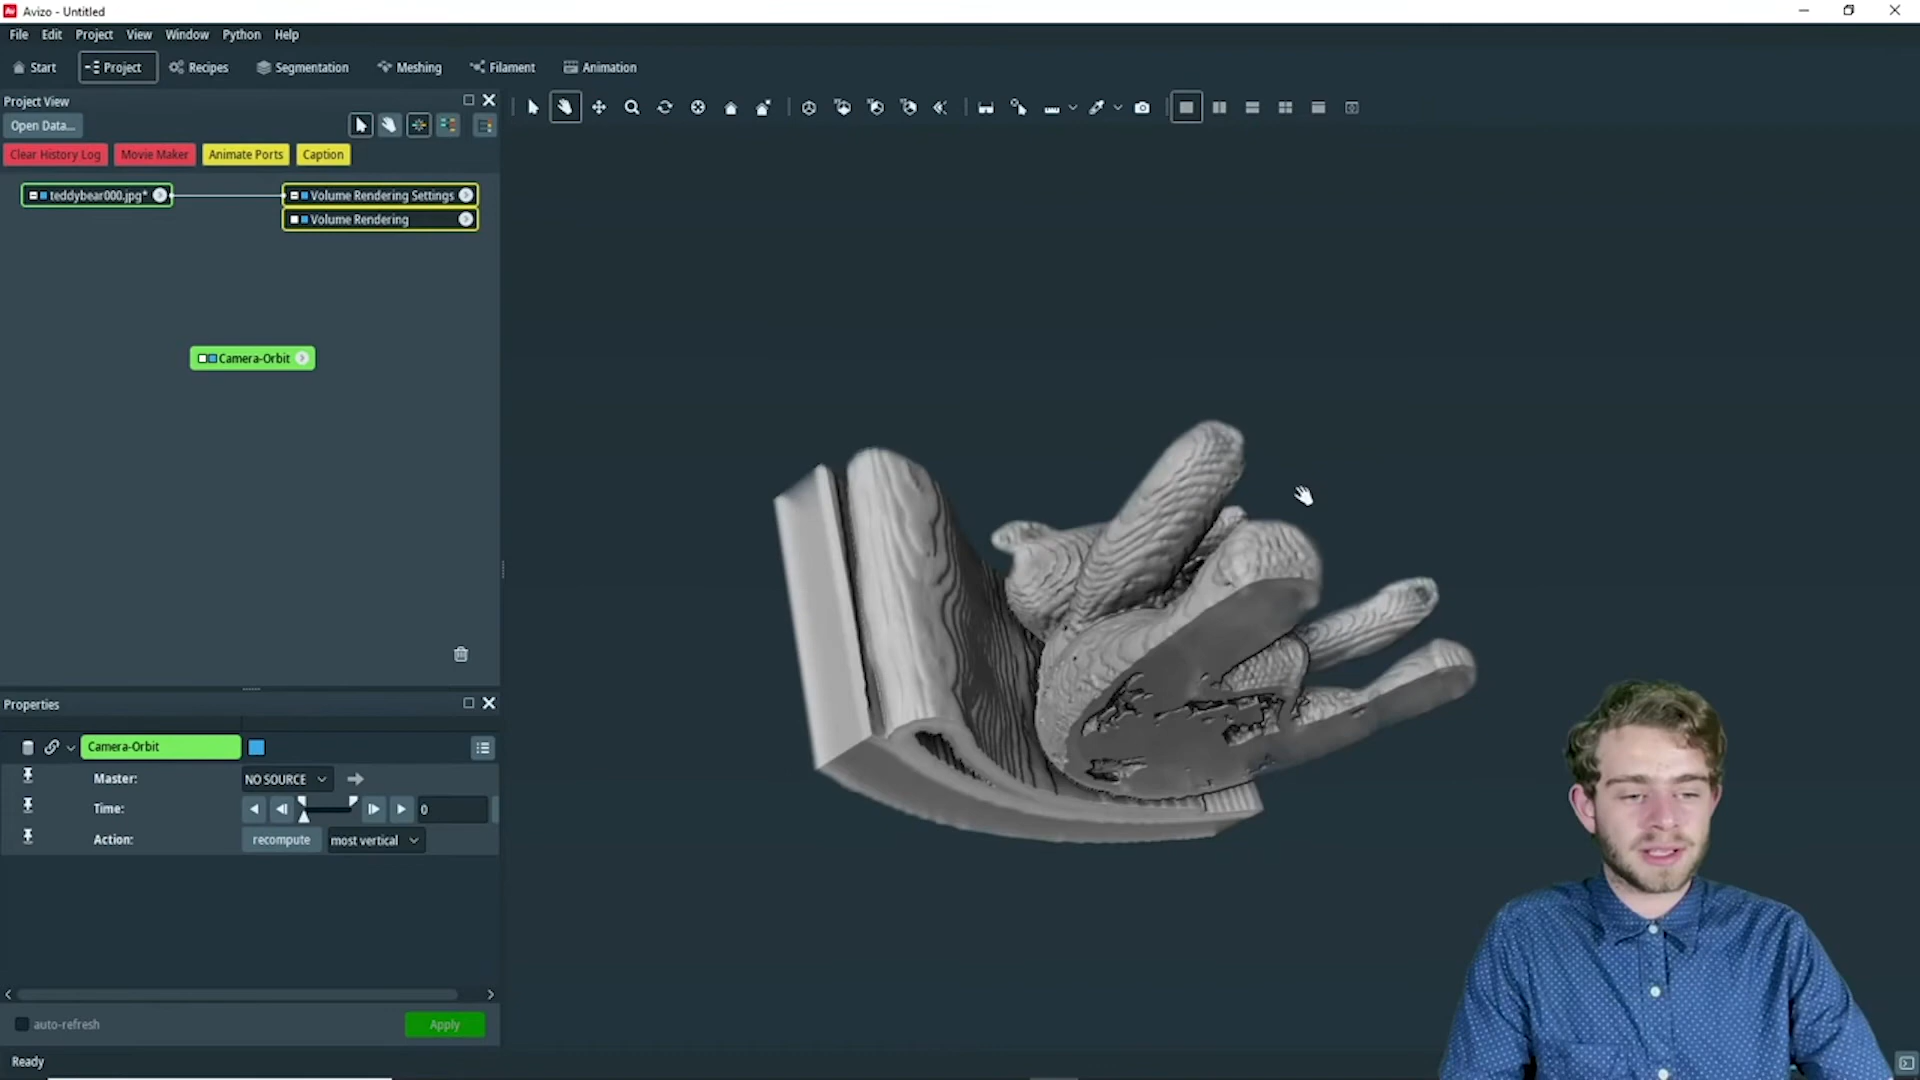 Avizo - Untitled
File Edit Project View Window Python Help
Start Project Recipes Segmentation Meshing Filament Animation
Project View
Open Data...
Clear History Log Movie Maker Animate Ports Caption
teddybear000.jpg* Volume Rendering Settings
Volume Rendering
Camera-Orbit
Properties
Camera-Orbit
Master: NO SOURCE
Time: 0
Action: recompute most vertical
auto-refresh Apply
Ready